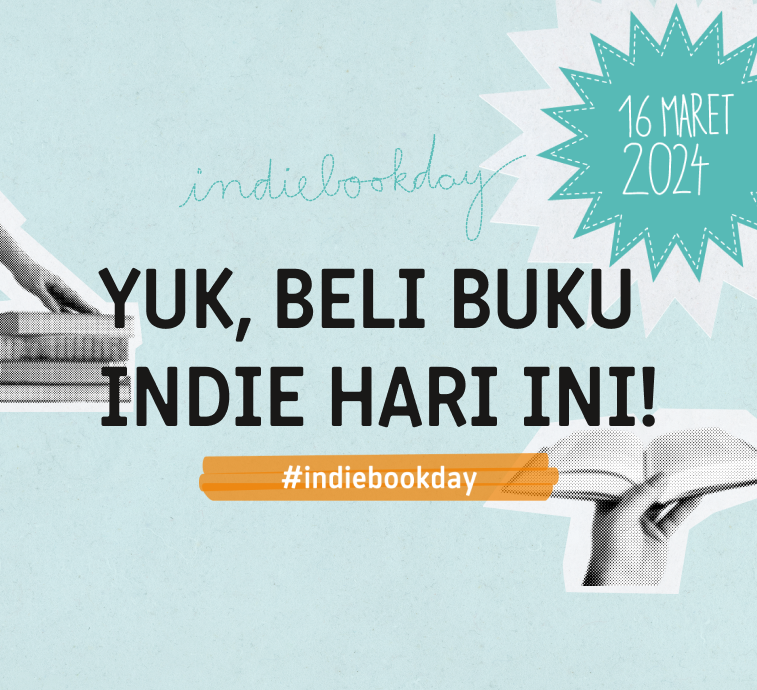 16 MARET
2024
indiebookday
YUK, BELI BUKU
INDIE HARI INI!
#indiebookday